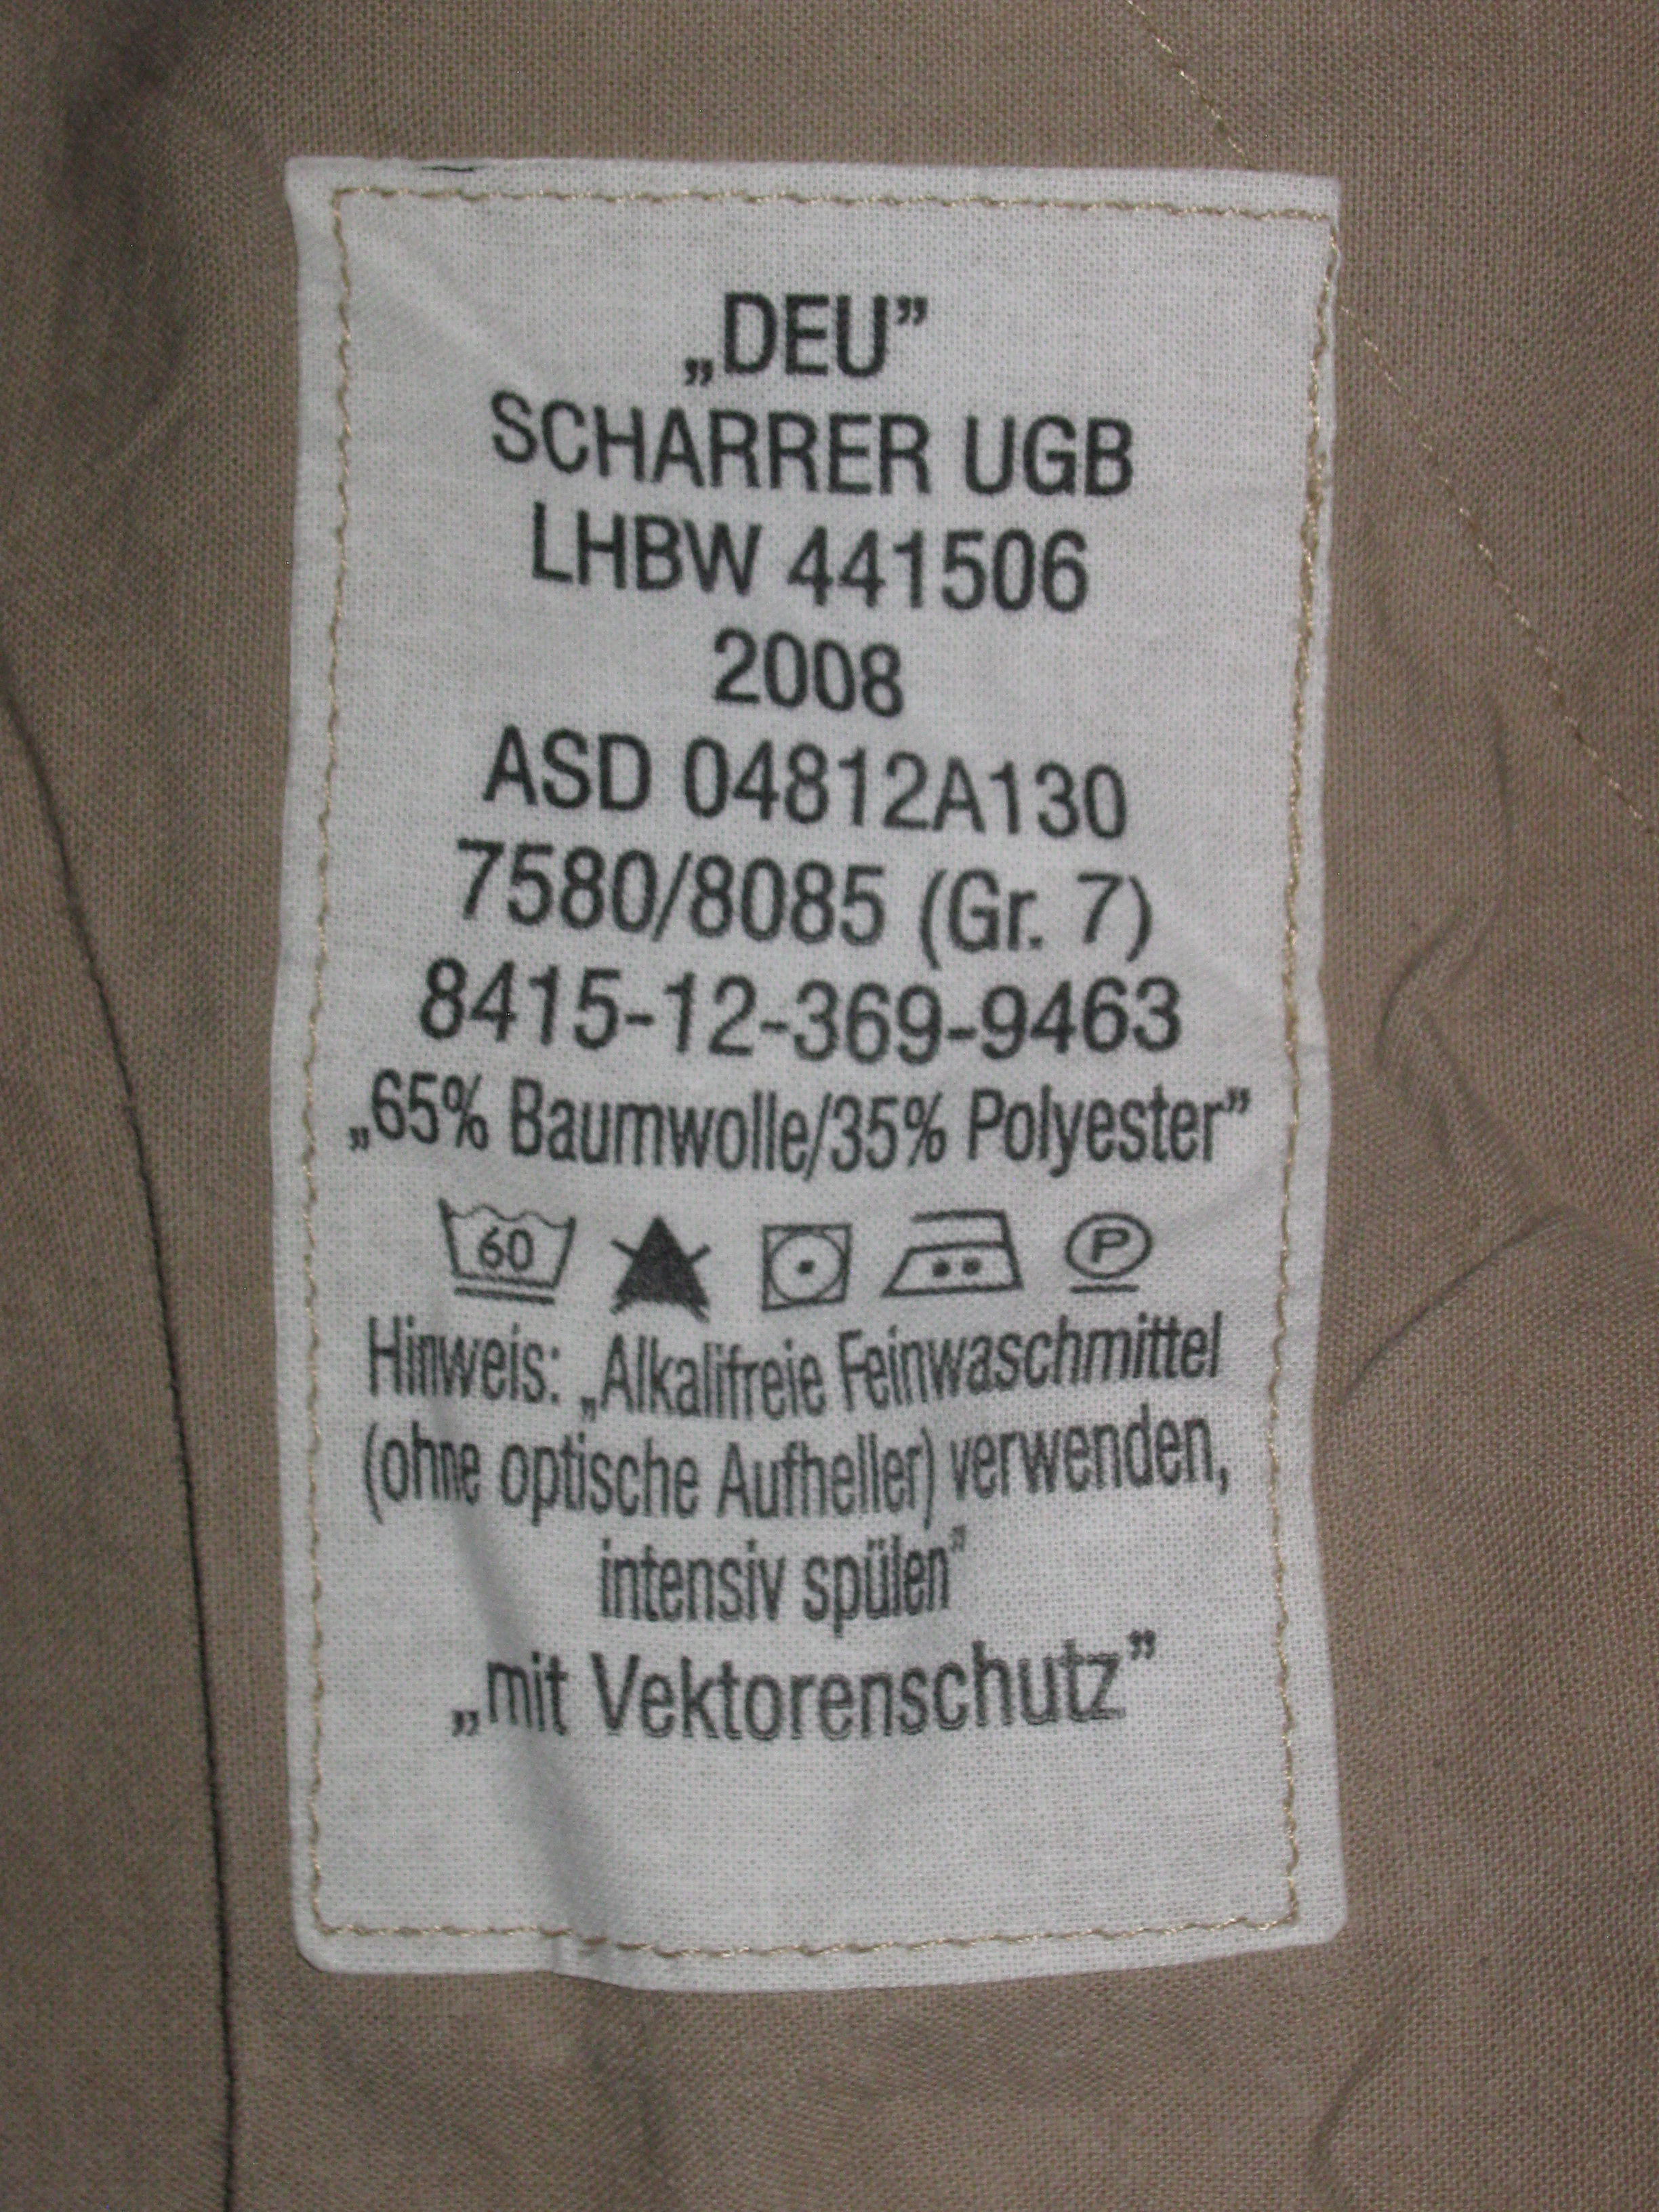 „DEU”
SCHARRER UGB
LHBW 441506
2008
ASD 04812A130
7580/8085 (Gr. 7)
8415-12-369-9463
„65% Baumwolle/35% Polyester”
60 P
Hinweis: „Alkalifreie Feinwaschmittel
(ohne optische Aufheller) verwenden,
intensiv spülen”
„mit Vektorenschutz”